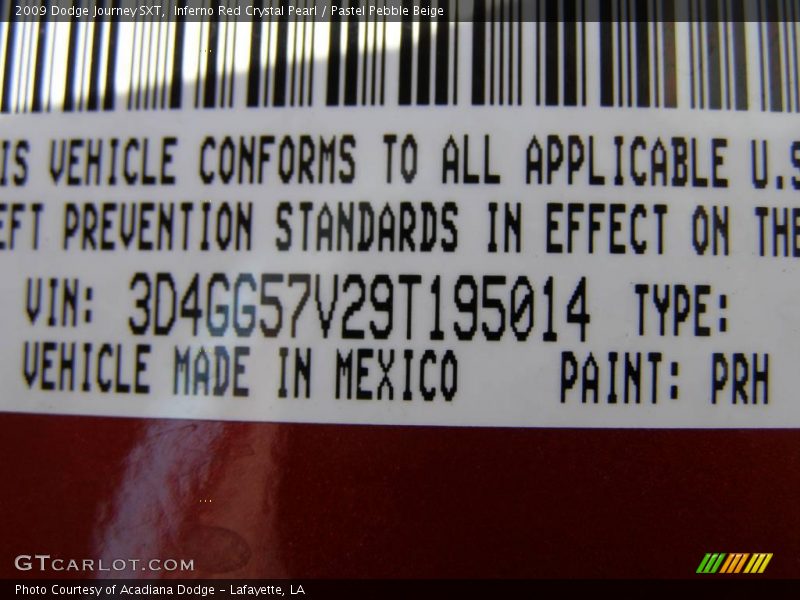 2009 Dodge Journey SXT,  Inferno Red Crystal Pearl / Pastel Pebble Beige
IS VEHICLE CONFORMS TO ALL APPLICABLE U.S
EFT PREVENTION STANDARDS IN EFFECT ON THE
VIN: 3D4GG57V29T195014 TYPE:
VEHICLE MADE IN MEXICO PAINT: PRH
GTCARLOT.COM
Photo Courtesy of Acadiana Dodge - Lafayette, LA